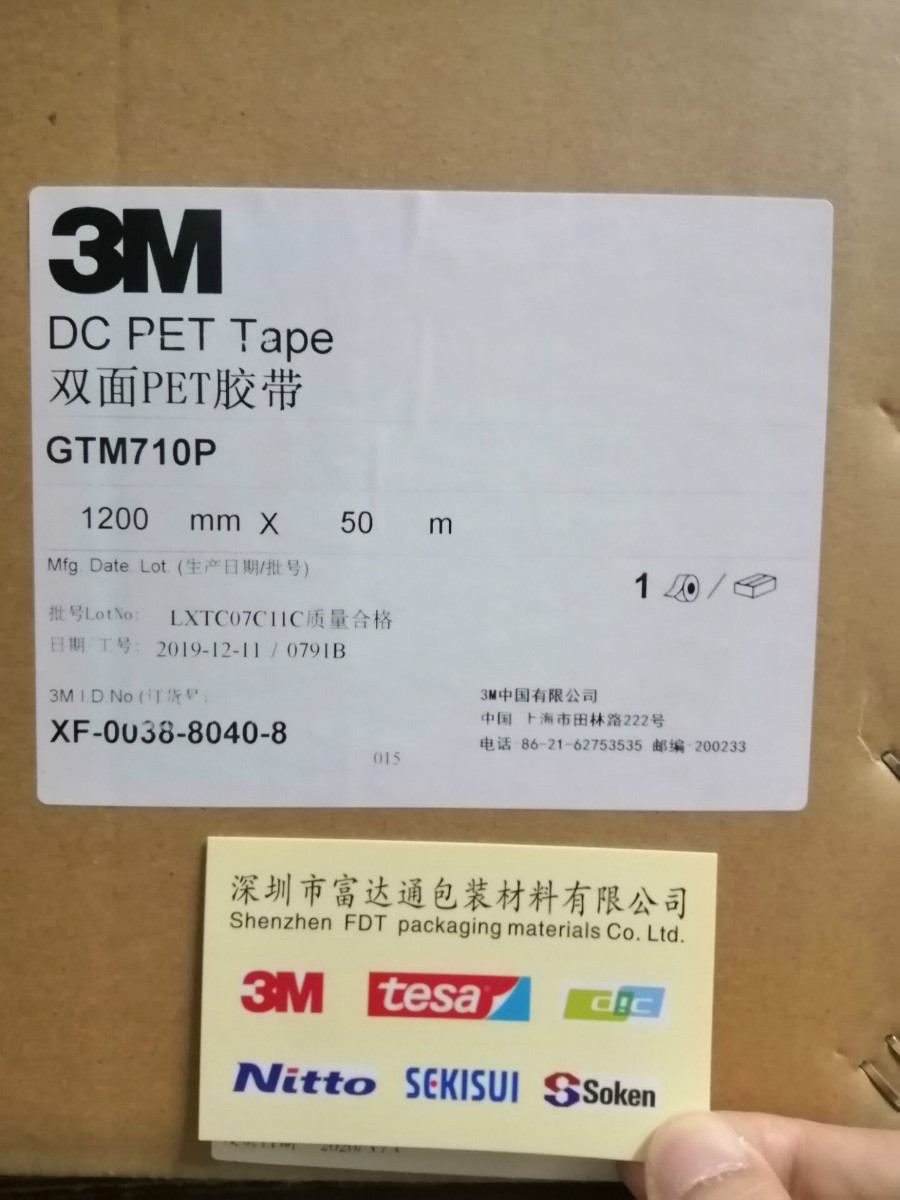 3M
DC PET Tape
双面PET胶带
GTM710P
1200 mm X 50 m
Mfg. Date. Lot. (生产日期/批号)
1 /
批号LotNo: LXTC07C11C质量合格
日期/工号: 2019-12-11 / 0791B
3M I.D.No (订货号)
XF-0038-8040-8
015
3M中国有限公司
中国 上海市田林路222号
电话 86-21-62753535 邮编 200233
深圳市富达通包装材料有限公司
Shenzhen FDT packaging materials Co. Ltd.
3M tesa dic
Nitto SEKISUI Soken